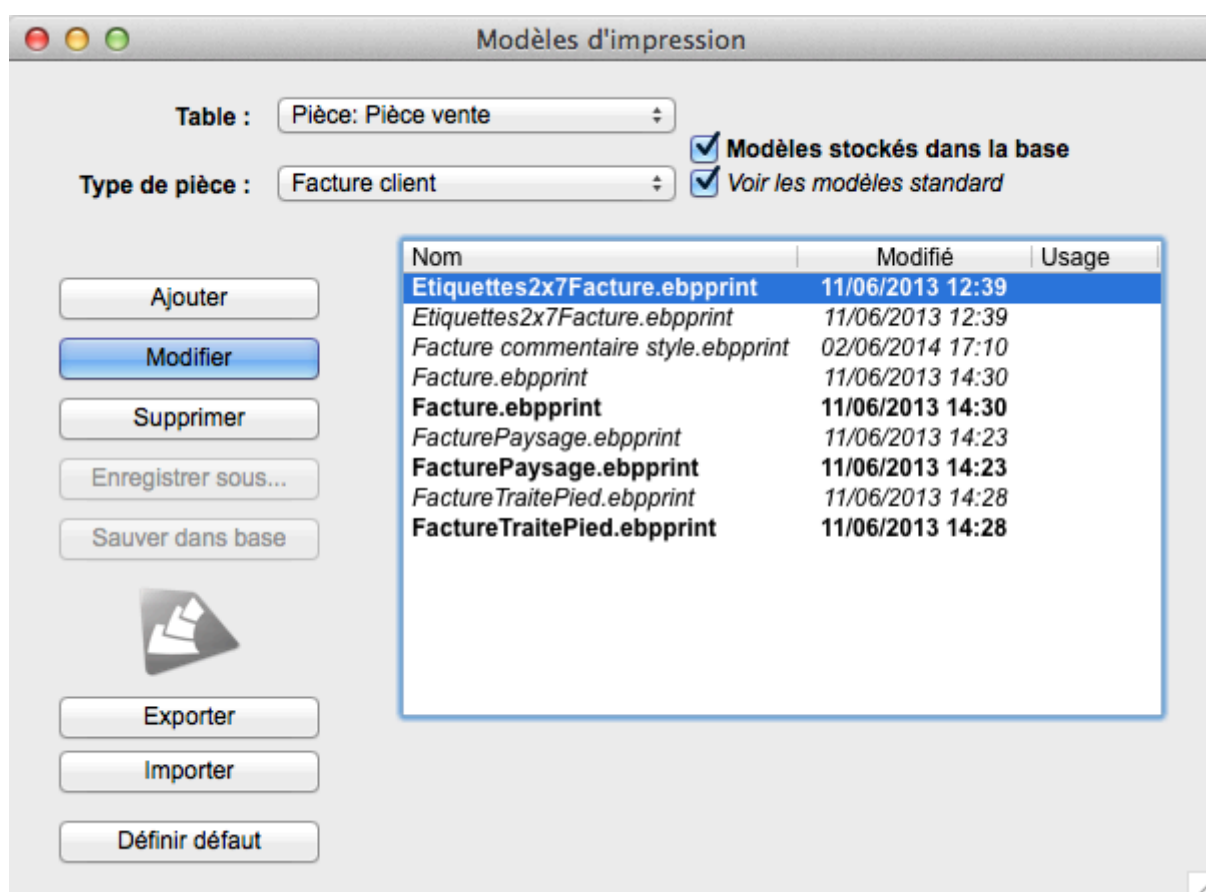 Modèles d'impression
Table : Pièce: Pièce vente
Modèles stockés dans la base
Type de pièce : Facture client
Voir les modèles standard
Nom Modifié Usage
Etiquettes2x7Facture.ebpprint 11/06/2013 12:39
Etiquettes2x7Facture.ebpprint 11/06/2013 12:39
Facture commentaire style.ebpprint 02/06/2014 17:10
Facture.ebpprint 11/06/2013 14:30
Facture.ebpprint 11/06/2013 14:30
FacturePaysage.ebpprint 11/06/2013 14:23
FacturePaysage.ebpprint 11/06/2013 14:23
FactureTraitePied.ebpprint 11/06/2013 14:28
FactureTraitePied.ebpprint 11/06/2013 14:28
Ajouter
Modifier
Supprimer
Enregistrer sous...
Sauver dans base
Exporter
Importer
Définir défaut